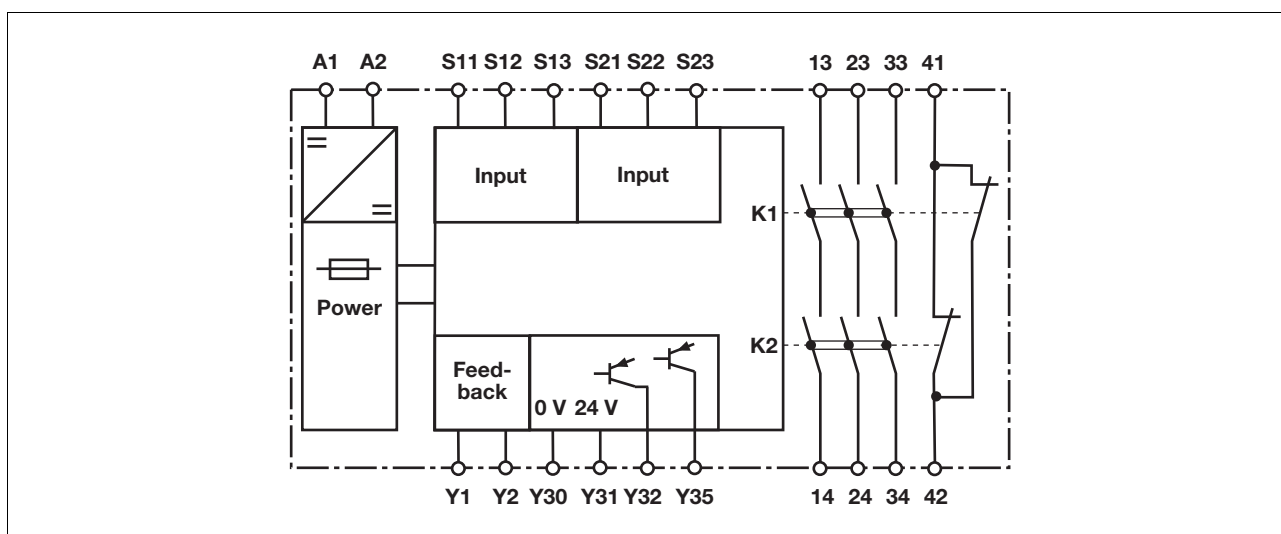 A1 A2 S11 S12 S13 S21 S22 S23 13 23 33 41
Input Input
K1
Power
K2
Feed-
back
0 V 24 V
Y1 Y2 Y30 Y31 Y32 Y35 14 24 34 42